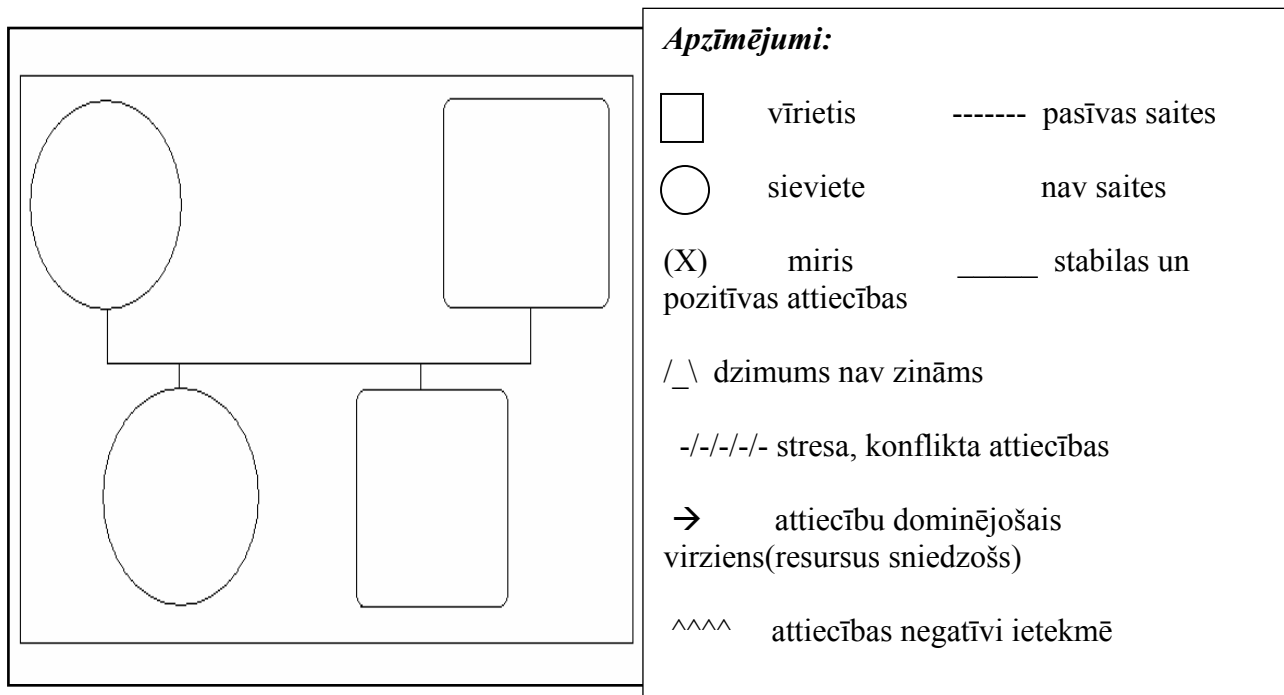 Apzīmējumi:
vīrietis ------- pasīvas saites
sieviete nav saites
(X) miris _____ stabilas un
pozitīvas attiecības
/_\ dzimums nav zināms
-/-/-/-/- stresa, konflikta attiecības
→ attiecību dominējošais
virziens(resursus sniedzošs)
^^^^ attiecības negatīvi ietekmē